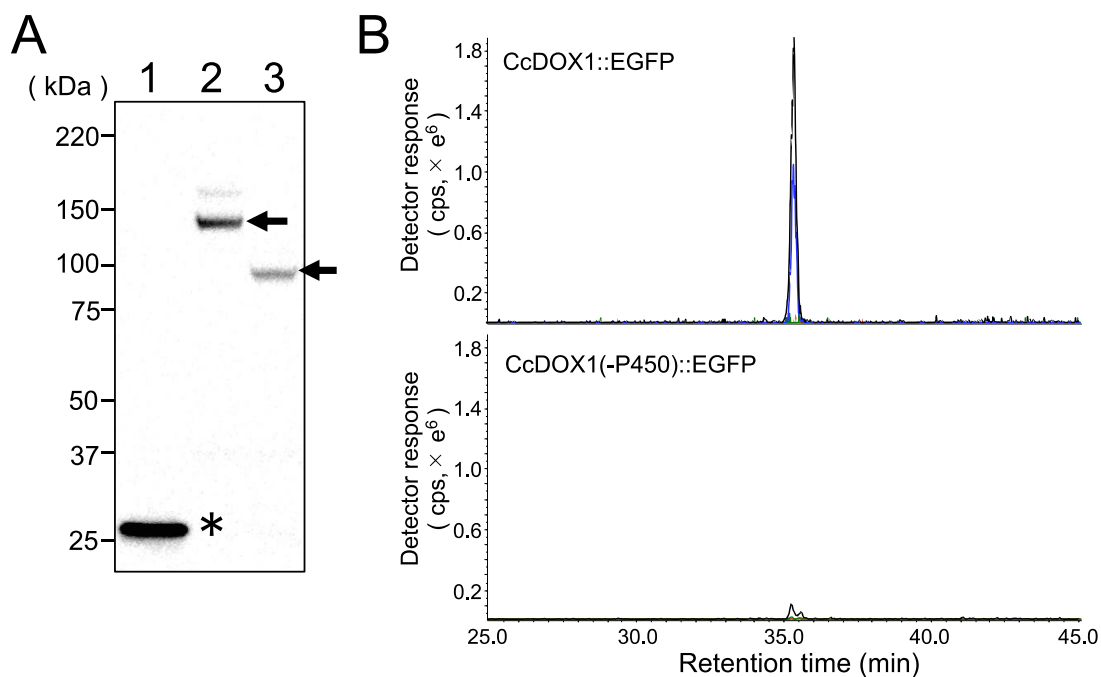 A
( kDa )
1 2 3
220
150
100
75
50
37
25
*
B
Detector response
( cps, × e⁶ )
1.8
1.4
1.0
0.6
0.2
CcDOX1::EGFP
Detector response
( cps, × e⁶ )
1.8
1.4
1.0
0.6
0.2
CcDOX1(-P450)::EGFP
25.0 30.0 35.0 40.0 45.0
Retention time (min)